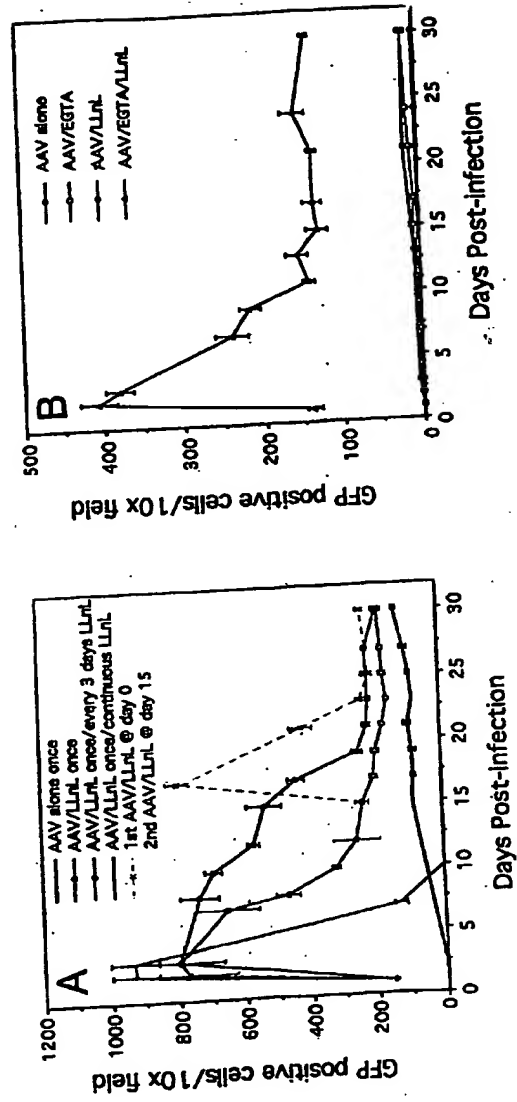 A
1200
1000
800
600
400
200
0
GFP positive cells/10x field
AAV alone once
AAV/LLnL once
AAV/LLnL once/every 3 days LLnL
AAV/LLnL once/continuous LLnL
1st AAV/LLnL @ day 0
2nd AAV/LLnL @ day 15
0 5 10 15 20 25 30
Days Post-infection
B
500
400
300
200
100
0
GFP positive cells/10x field
AAV alone
AAV/EGTA
AAV/LLnL
AAV/EGTA/LLnL
0 5 10 15 20 25 30
Days Post-infection